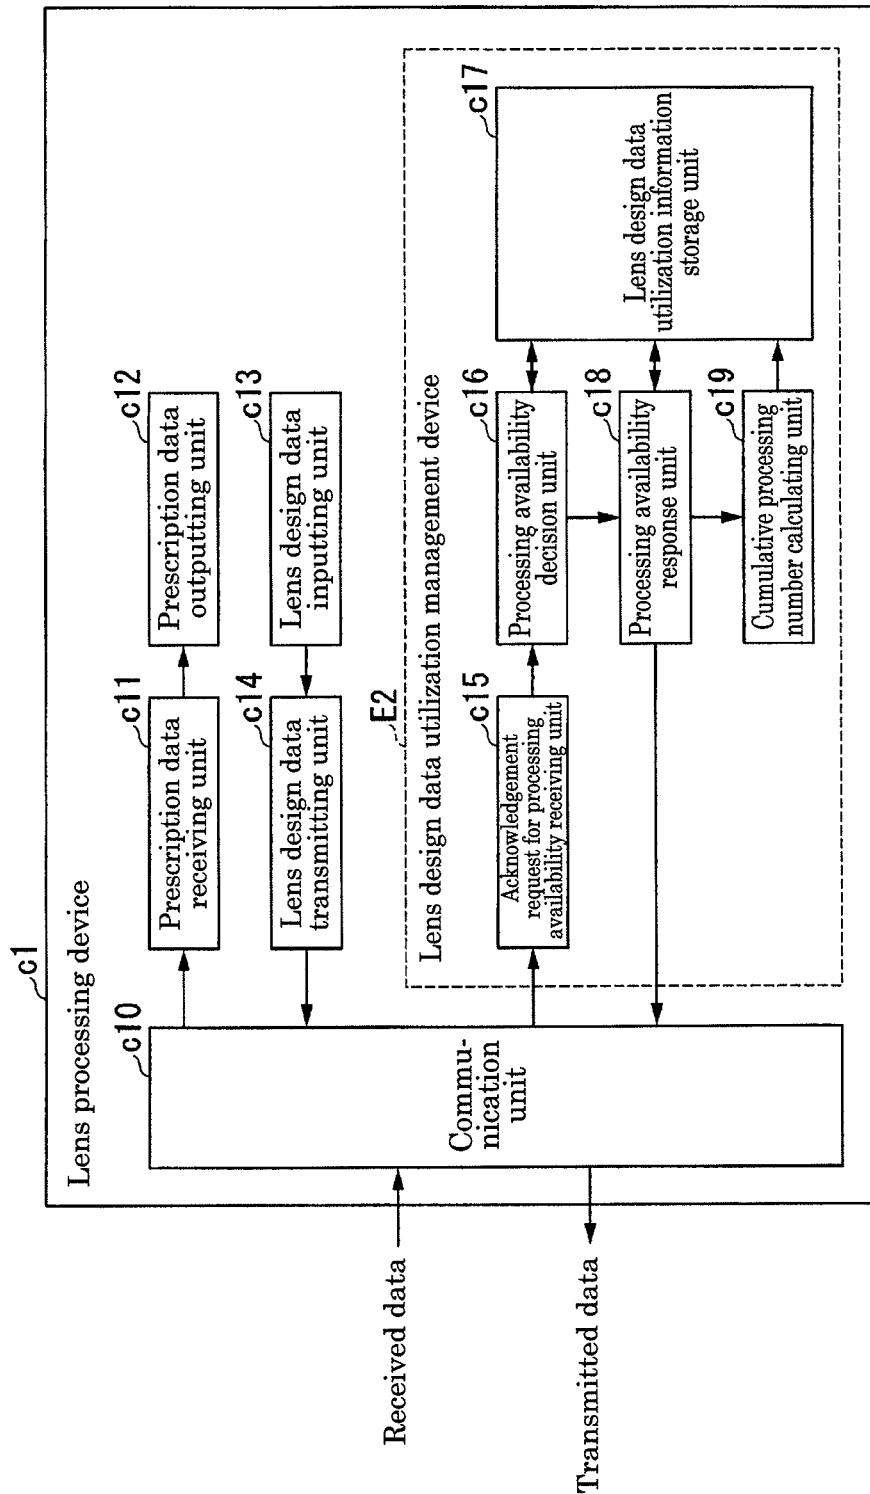 c1
Lens processing device
c10
Commu-
nication
unit
Received data
Transmitted data
c11
Prescription data
receiving unit
c12
Prescription data
outputting unit
c14
Lens design data
transmitting unit
c13
Lens design data
inputting unit
E2
Lens design data utilization management device
c15
Acknowledgement
request for processing
availability receiving unit
c16
Processing availability
decision unit
c17
Lens design data
utilization information
storage unit
c18
Processing availability
response unit
c19
Cumulative processing
number calculating unit